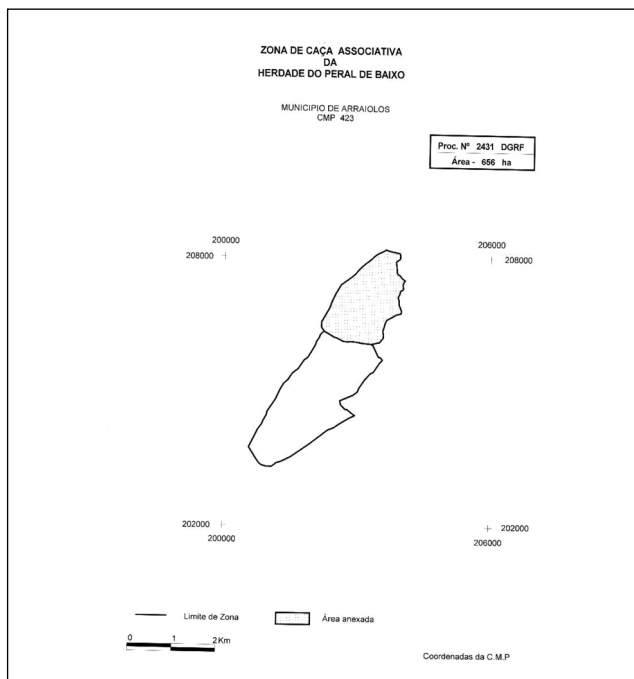 ZONA DE CAÇA ASSOCIATIVA
DA
HERDADE DO PERAL DE BAIXO
MUNICIPIO DE ARRAIOLOS
CMP 423
Proc. Nº 2431 DGRF
Área - 656 ha
200000
208000
206000
208000
202000
200000
202000
206000
Limite de Zona
Área anexada
0 1 2 Km
Coordenadas da C.M.P